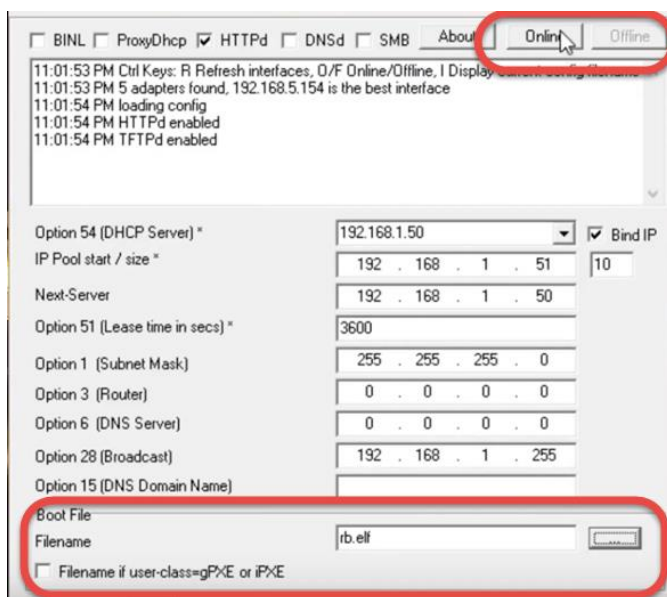 BINL ProxyDhcp HTTPd DNSd SMB About Online Offline
11:01:53 PM Ctrl Keys: R Refresh interfaces, O/F Online/Offline, I Display current config filename
11:01:53 PM 5 adapters found, 192.168.5.154 is the best interface
11:01:54 PM loading config
11:01:54 PM HTTPd enabled
11:01:54 PM TFTPd enabled
Option 54 (DHCP Server) * 192.168.1.50 Bind IP
IP Pool start / size * 192 . 168 . 1 . 51 10
Next-Server 192 . 168 . 1 . 50
Option 51 (Lease time in secs) * 3600
Option 1 (Subnet Mask) 255 . 255 . 255 . 0
Option 3 (Router) 0 . 0 . 0 . 0
Option 6 (DNS Server) 0 . 0 . 0 . 0
Option 28 (Broadcast) 192 . 168 . 1 . 255
Option 15 (DNS Domain Name)
Boot File
Filename rb.elf ...
Filename if user-class=gPXE or iPXE